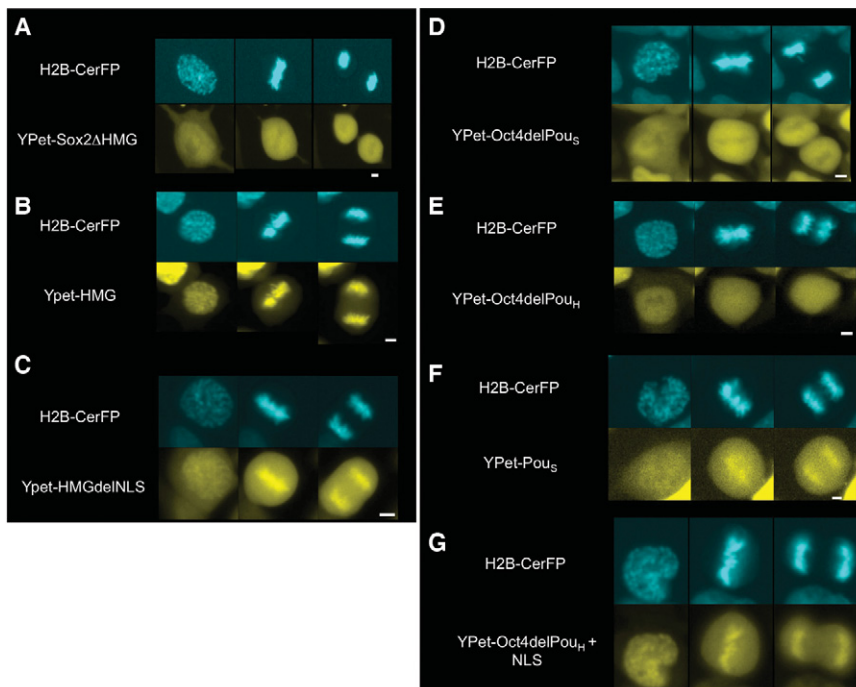 A
H2B-CerFP
YPet-Sox2ΔHMG
B
H2B-CerFP
Ypet-HMG
C
H2B-CerFP
Ypet-HMGdelNLS
D
H2B-CerFP
YPet-Oct4delPouS
E
H2B-CerFP
YPet-Oct4delPouH
F
H2B-CerFP
YPet-PouS
G
H2B-CerFP
YPet-Oct4delPouH +
NLS